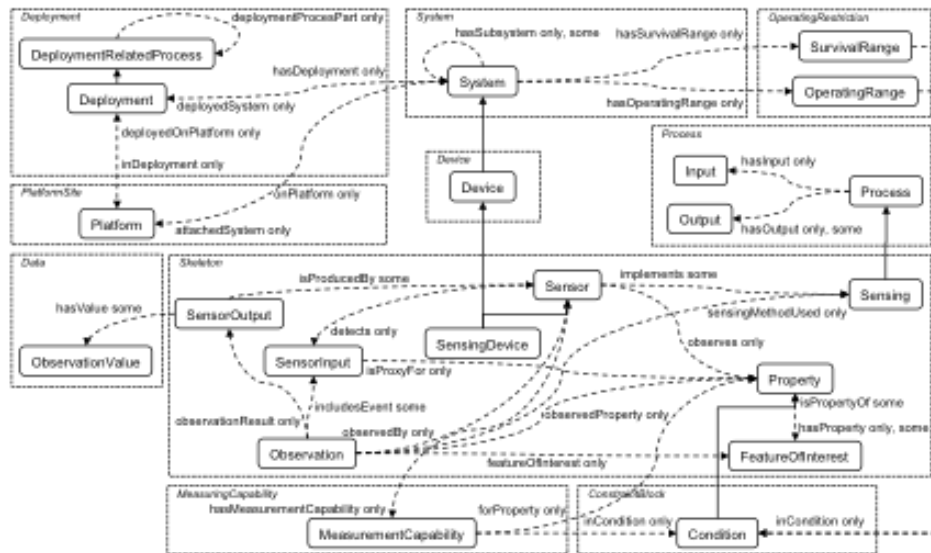 Deployment
deploymentProcesPart only
DeploymentRelatedProcess
Deployment
hasDeployment only
deployedSystem only
deployedOnPlatform only
inDeployment only
System
hasSubsystem only, some
System
hasSurvivalRange only
hasOperatingRange only
OperatingRestriction
SurvivalRange
OperatingRange
Process
Input
hasInput only
Process
Output
hasOutput only, some
Device
Device
PlatformSite
Platform
onPlatform only
attachedSystem only
Data
hasValue some
ObservationValue
Skeleton
isProducedBy some
Sensor
implements some
Sensing
SensorOutput
sensingMethodUsed only
detects only
SensingDevice
SensorInput
observes only
isProxyFor only
Property
isPropertyOf some
observationResult only
includesEvent some
observedBy only
observedProperty only
hasProperty only, some
Observation
featureOfInterest only
FeatureOfInterest
MeasuringCapability
hasMeasurementCapability only
forProperty only
MeasurementCapability
ConstraintBlock
inCondition only
Condition
inCondition only